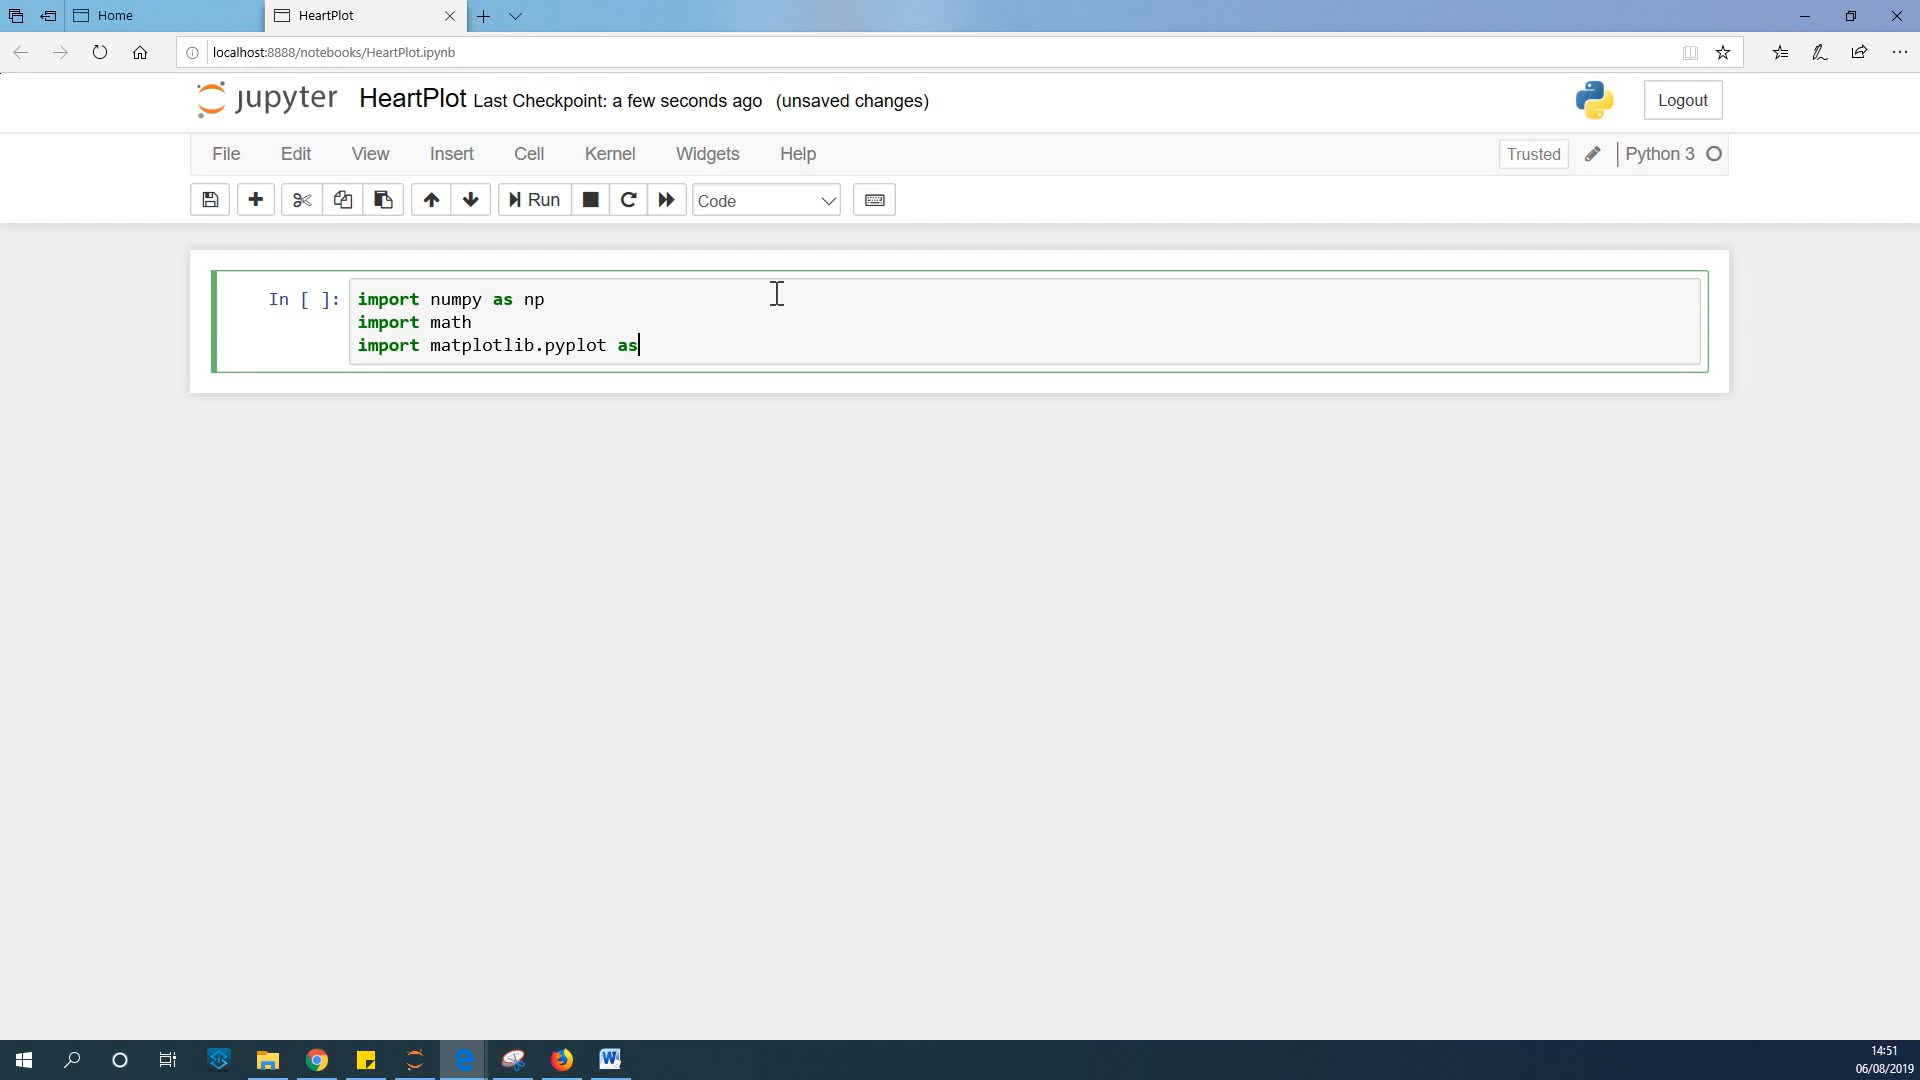 Home
HeartPlot
localhost:8888/notebooks/HeartPlot.ipynb
jupyter HeartPlot Last Checkpoint: a few seconds ago (unsaved changes)
Logout
File Edit View Insert Cell Kernel Widgets Help
Trusted Python 3
Run Code
In [ ]: import numpy as np
import math
import matplotlib.pyplot as
14:51
06/08/2019